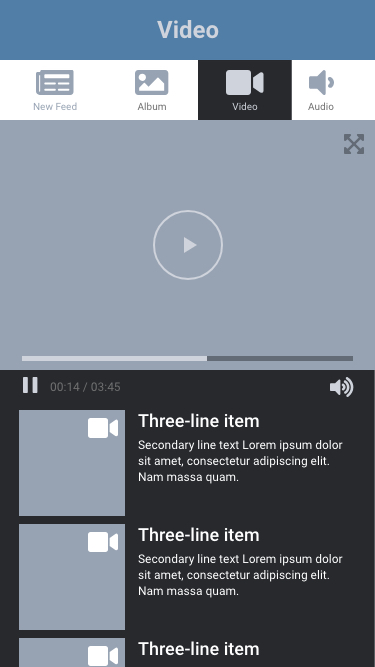 Video
New Feed
Album
Video
Audio
00:14 / 03:45
Three-line item
Secondary line text Lorem ipsum dolor
sit amet, consectetur adipiscing elit.
Nam massa quam.
Three-line item
Secondary line text Lorem ipsum dolor
sit amet, consectetur adipiscing elit.
Nam massa quam.
Three-line item